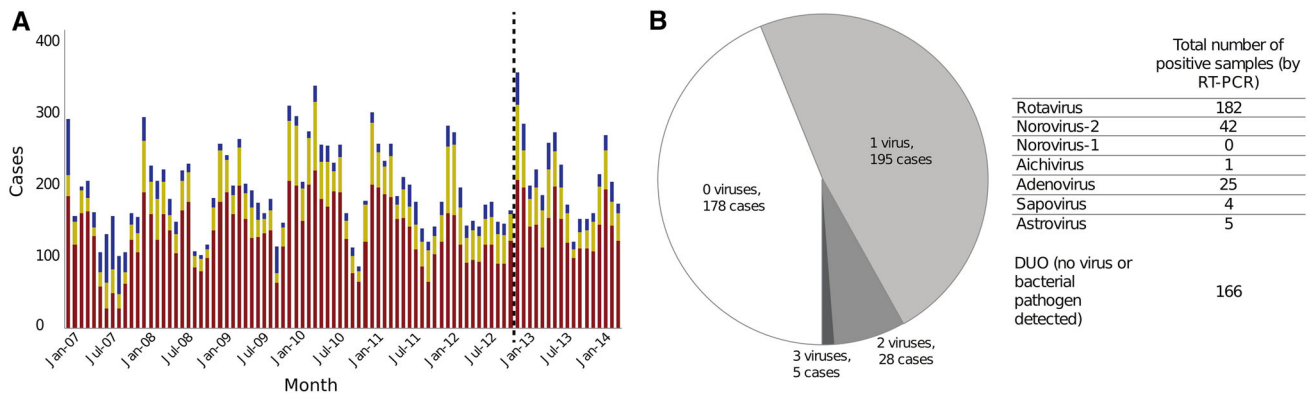 A
400
300
200
100
0
Cases
Jan-07
Jul-07
Jan-08
Jul-08
Jan-09
Jul-09
Jan-10
Jul-10
Jan-11
Jul-11
Jan-12
Jul-12
Jan-13
Jul-13
Jan-14
Month
B
0 viruses,
178 cases
1 virus,
195 cases
2 viruses,
28 cases
3 viruses,
5 cases
Total number of
positive samples (by
RT-PCR)
Rotavirus 182
Norovirus-2 42
Norovirus-1 0
Aichivirus 1
Adenovirus 25
Sapovirus 4
Astrovirus 5
DUO (no virus or
bacterial
pathogen 166
detected)